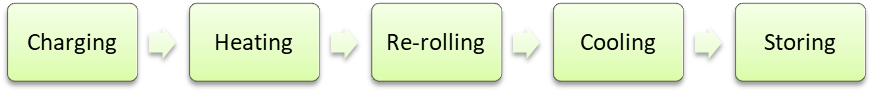 Charging
Heating
Re-rolling
Cooling
Storing